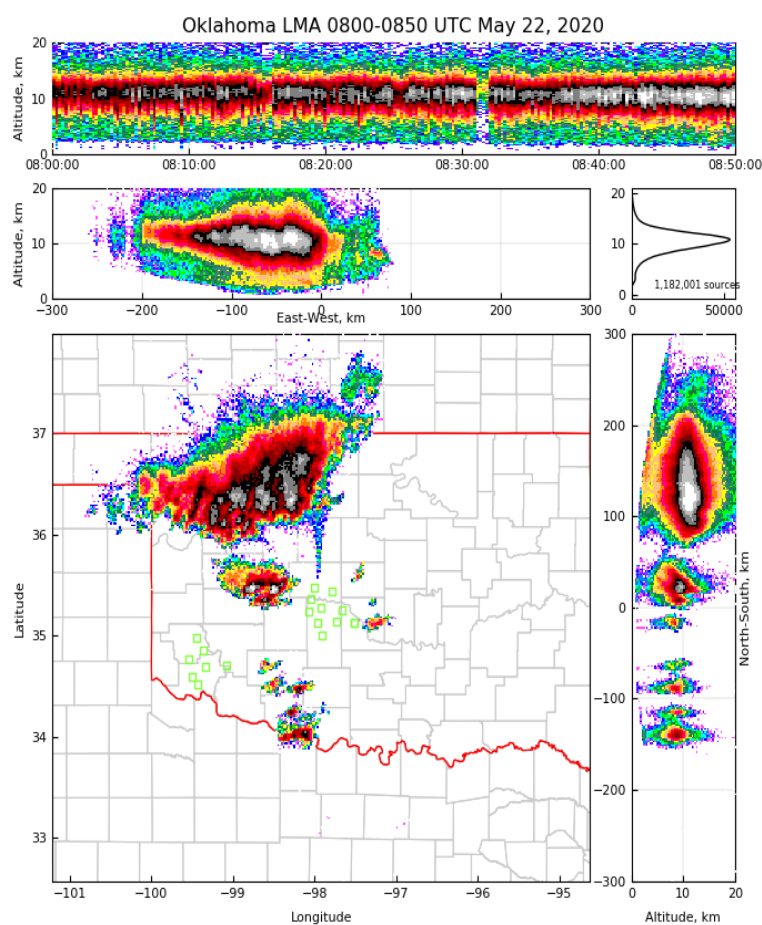 Oklahoma LMA 0800-0850 UTC May 22, 2020
Altitude, km
20
10
0
08:00:00 08:10:00 08:20:00 08:30:00 08:40:00 08:50:00
Altitude, km
20
10
0
−300 −200 −100 0 100 200 300
East-West, km
20
10
0
1,182,001 sources
0 50000
Latitude
37
36
35
34
33
−101 −100 −99 −98 −97 −96 −95
Longitude
300
200
100
0
−100
−200
−300
North-South, km
0 10 20
Altitude, km